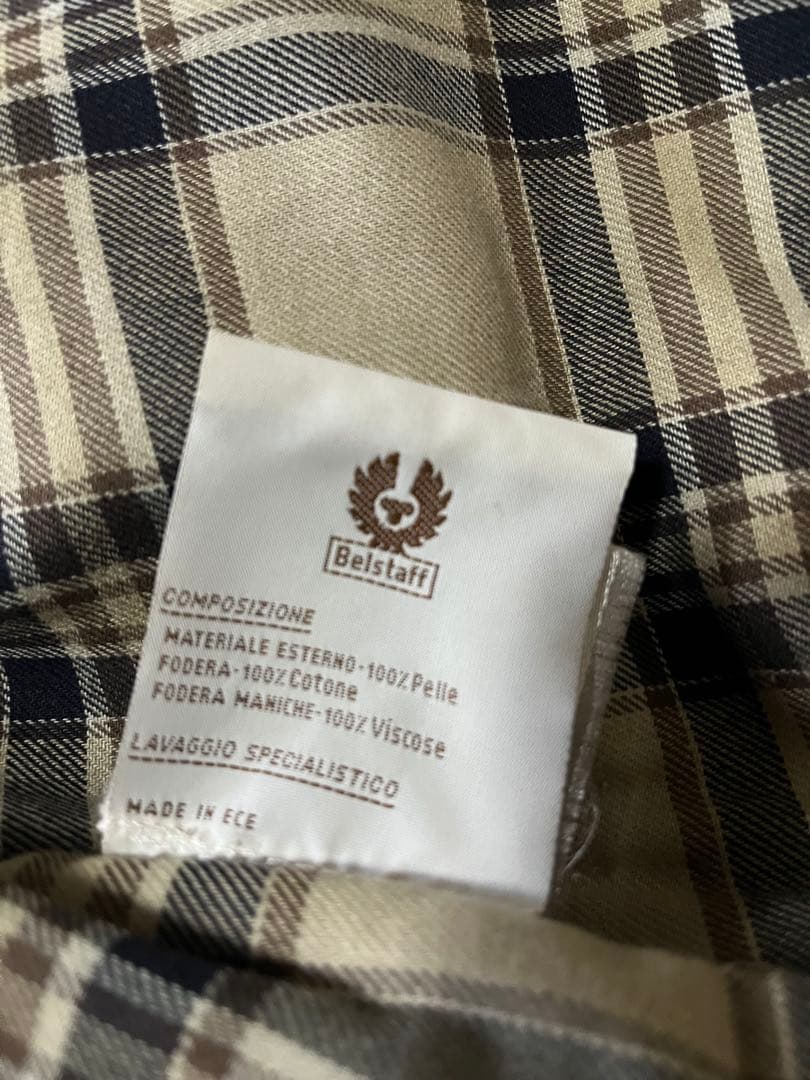 Belstaff
COMPOSIZIONE
MATERIALE ESTERNO-100%Pelle
FODERA-100%Cotone
FODERA MANICHE-100%Viscose
LAVAGGIO SPECIALISTICO
MADE IN ECE